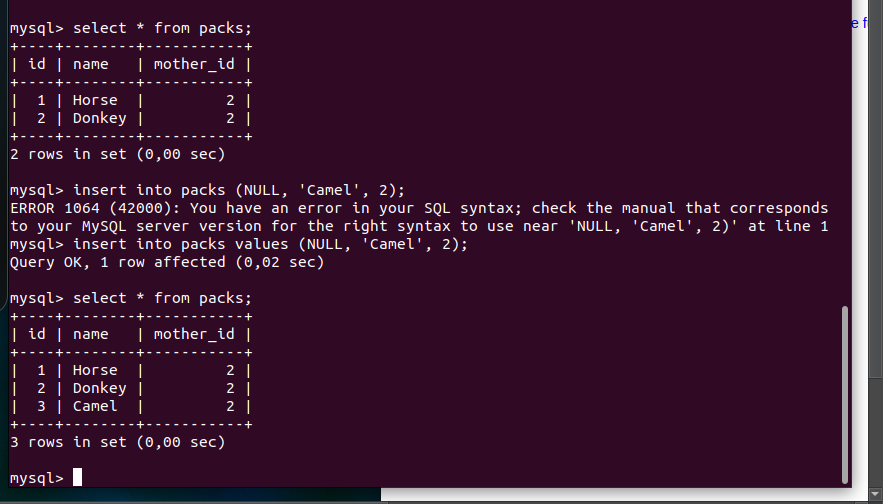 mysql> select * from packs;
+----+--------+-----------+
| id | name   | mother_id |
+----+--------+-----------+
|  1 | Horse  |         2 |
|  2 | Donkey |         2 |
+----+--------+-----------+
2 rows in set (0,00 sec)
mysql> insert into packs (NULL, 'Camel', 2);
ERROR 1064 (42000): You have an error in your SQL syntax; check the manual that corresponds
to your MySQL server version for the right syntax to use near 'NULL, 'Camel', 2)' at line 1
mysql> insert into packs values (NULL, 'Camel', 2);
Query OK, 1 row affected (0,02 sec)
mysql> select * from packs;
+----+--------+-----------+
| id | name   | mother_id |
+----+--------+-----------+
|  1 | Horse  |         2 |
|  2 | Donkey |         2 |
|  3 | Camel  |         2 |
+----+--------+-----------+
3 rows in set (0,00 sec)
mysql>